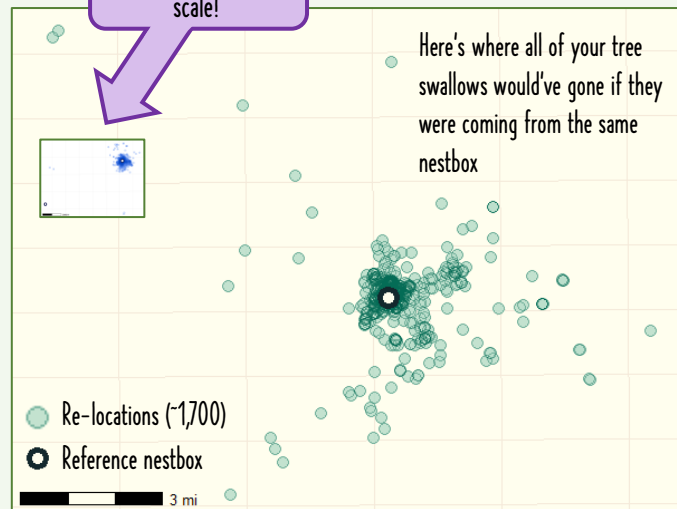 scale!
Here's where all of your tree
swallows would've gone if they
were coming from the same
nestbox
Re-locations (~1,700)
Reference nestbox
3 mi